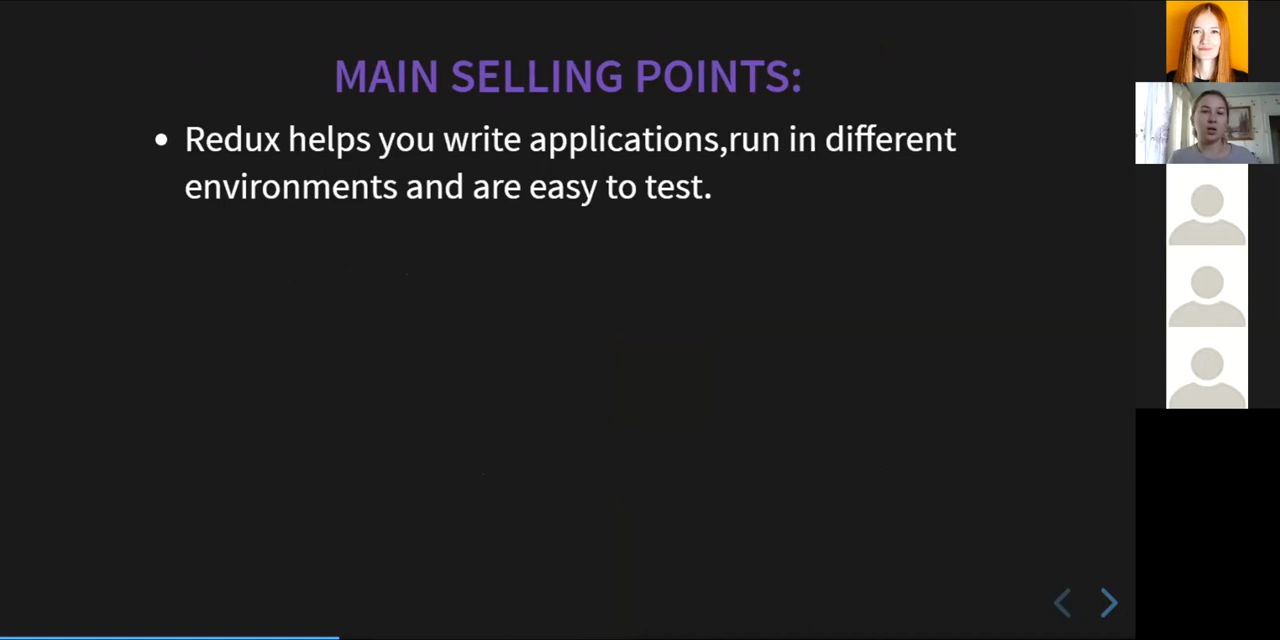 MAIN SELLING POINTS:
• Redux helps you write applications,run in different
environments and are easy to test.